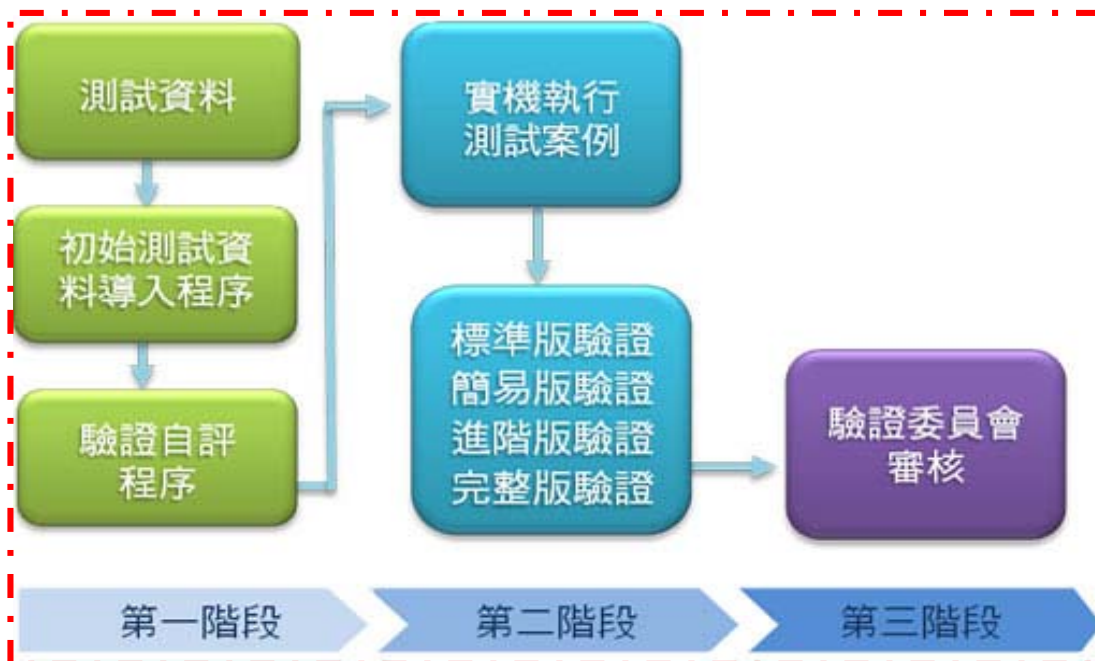 測試資料
初始測試資
料導入程序
驗證自評
程序
實機執行
測試案例
標準版驗證
簡易版驗證
進階版驗證
完整版驗證
驗證委員會
審核
第一階段
第二階段
第三階段